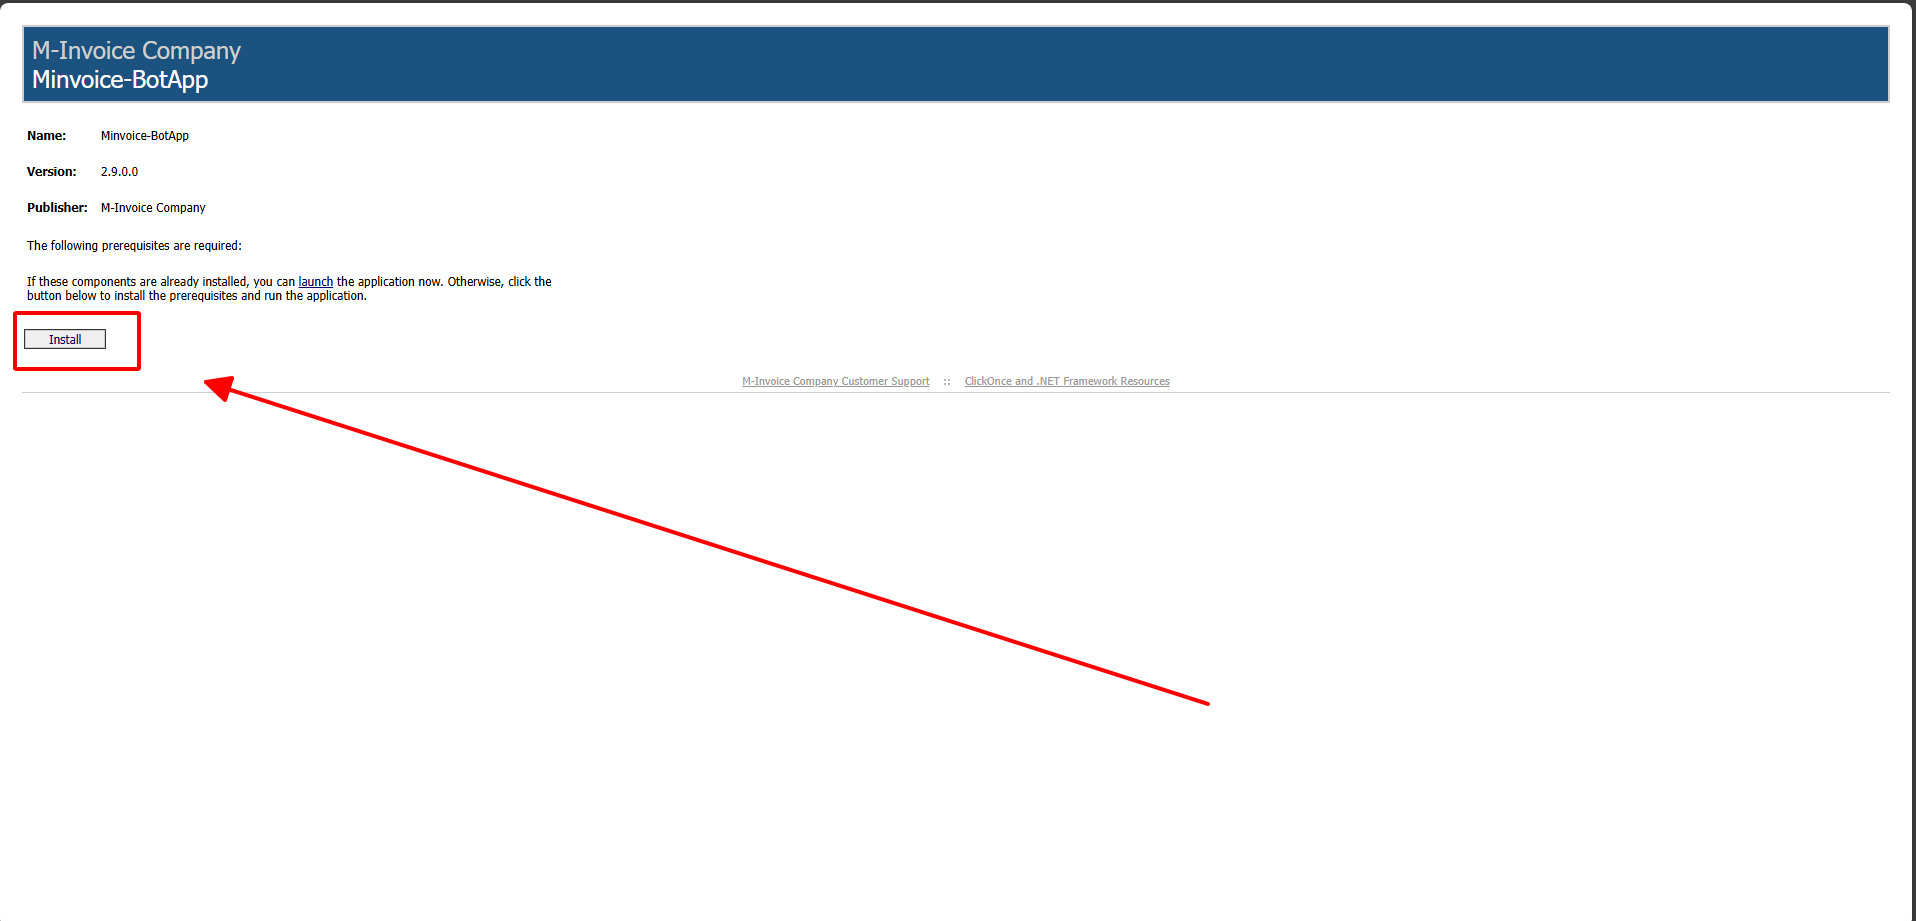 M-Invoice Company
Minvoice-BotApp
Name: Minvoice-BotApp
Version: 2.9.0.0
Publisher: M-Invoice Company
The following prerequisites are required:
If these components are already installed, you can launch the application now. Otherwise, click the
button below to install the prerequisites and run the application.
Install
M-Invoice Company Customer Support :: ClickOnce and .NET Framework Resources